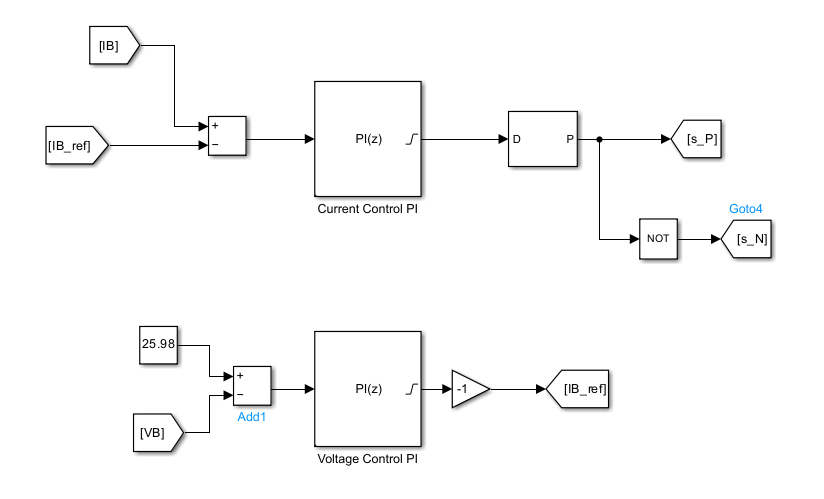 [IB]
+
−
[IB_ref]
PI(z)
Current Control PI
D
P
[s_P]
Goto4
NOT
[s_N]
25.98
+
−
[VB]
Add1
PI(z)
Voltage Control PI
-1
[IB_ref]